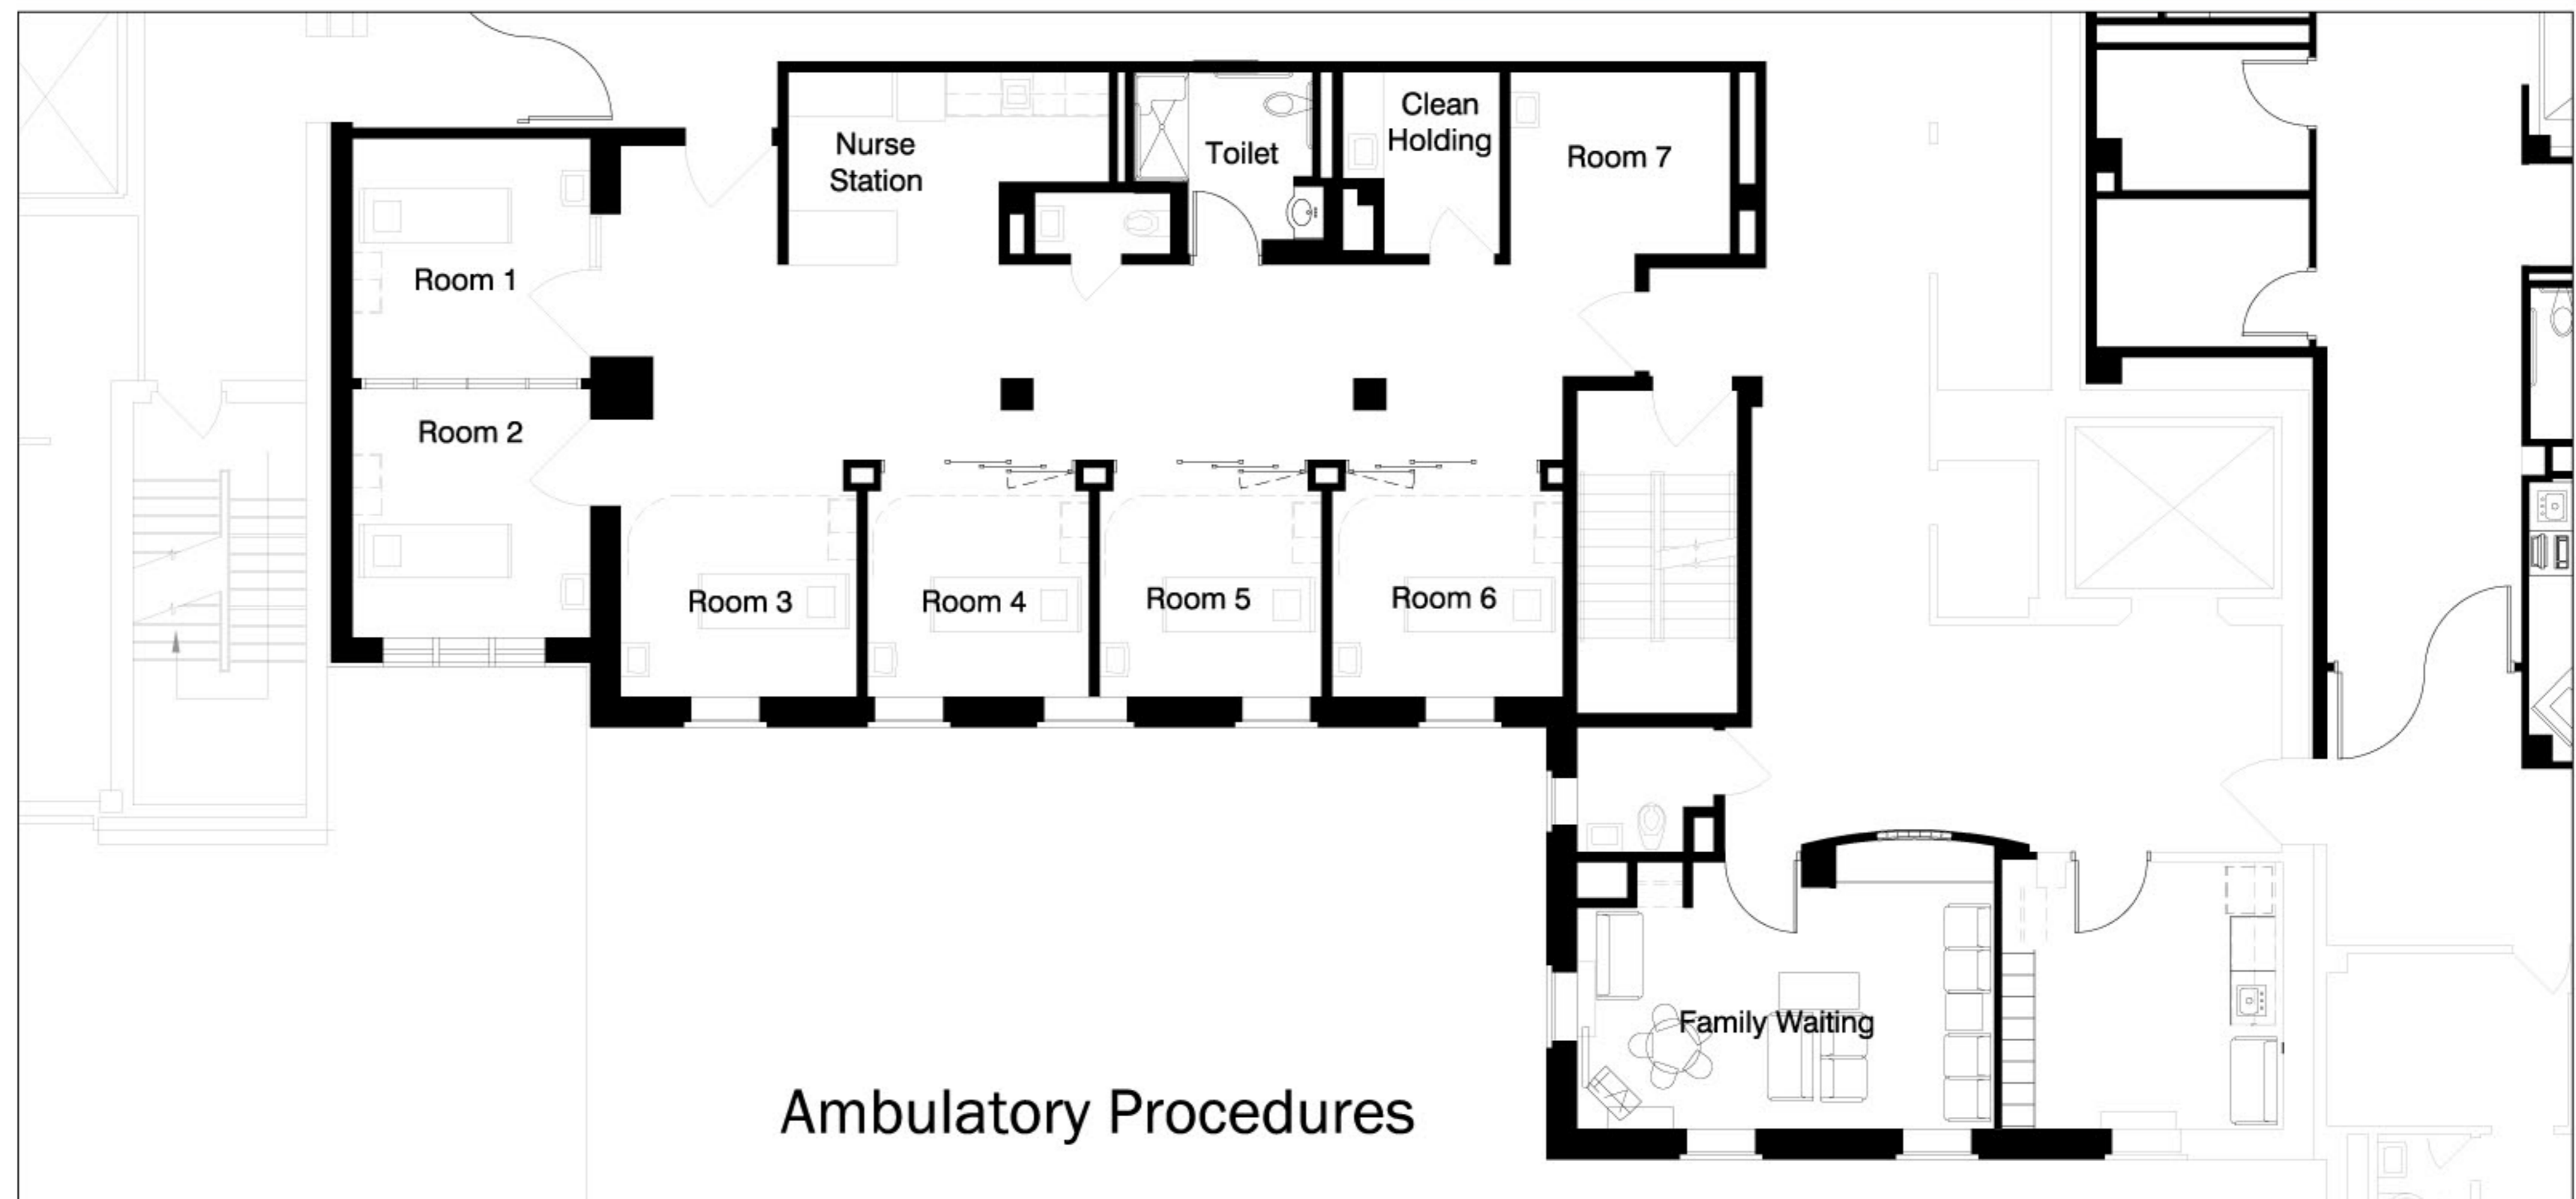 Nurse
Station
Toilet
Clean
Holding
Room 7
Room 1
Room 2
Room 3
Room 4
Room 5
Room 6
Family Waiting
Ambulatory Procedures